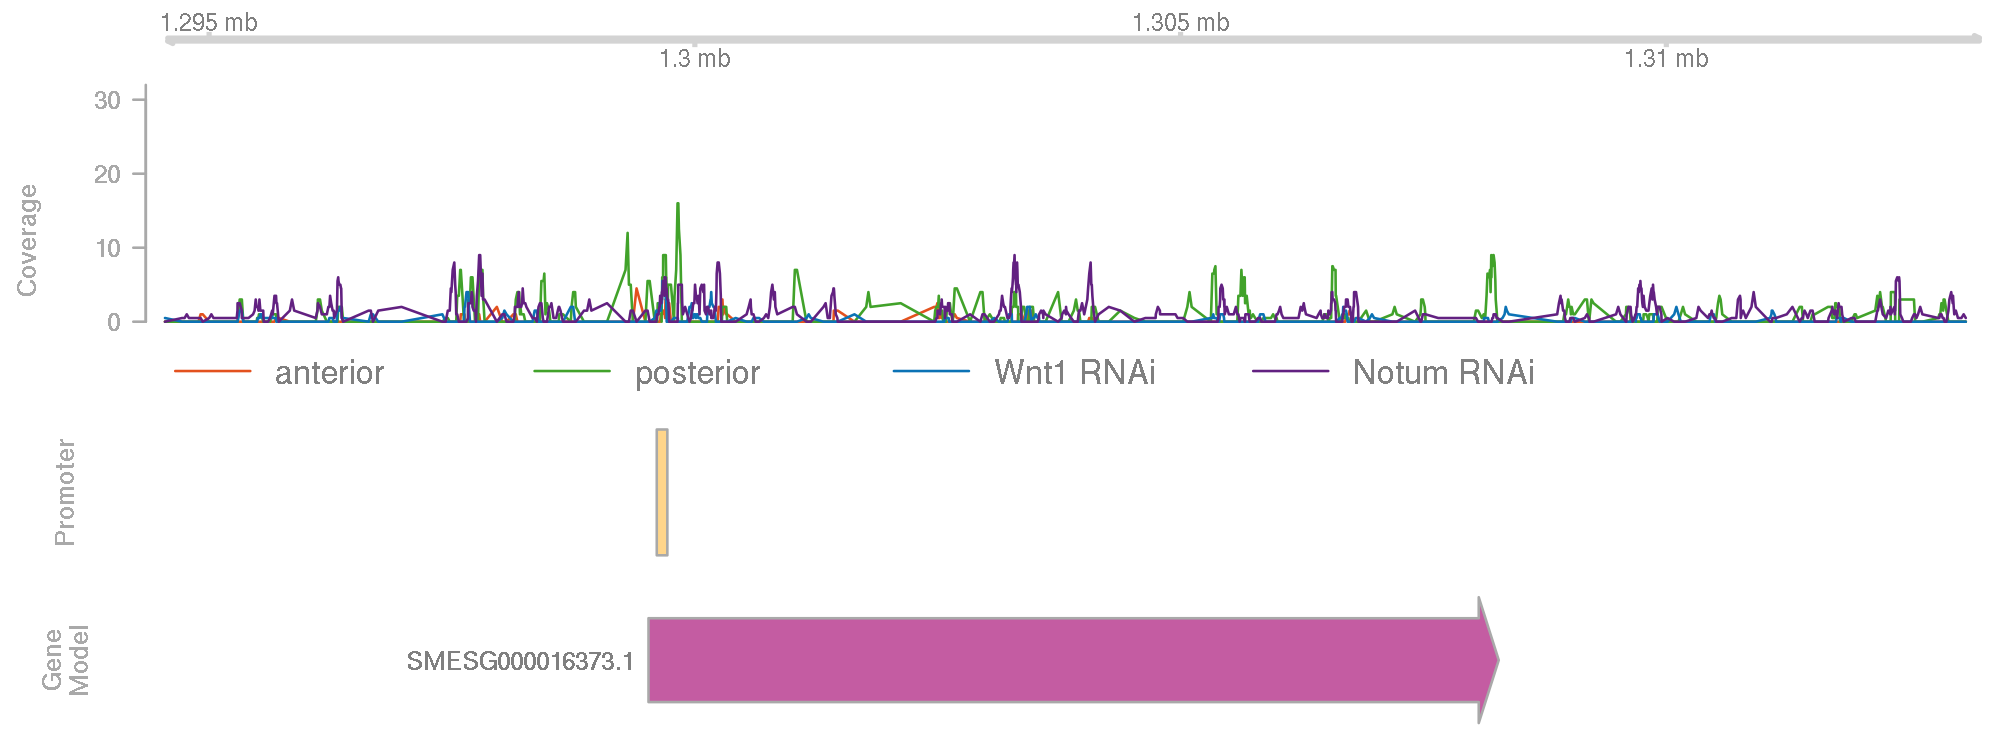 1.295 mb
1.305 mb
1.3 mb
1.31 mb
30
20
10
0
Coverage
anterior
posterior
Wnt1 RNAi
Notum RNAi
Promoter
SMESG000016373.1
Gene
Model